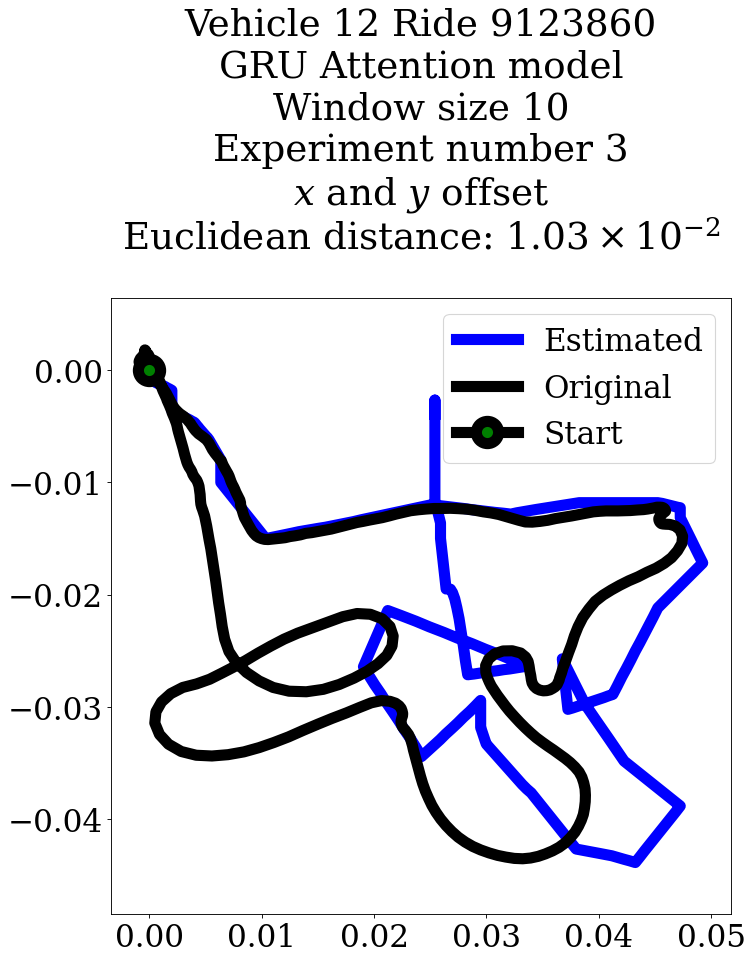 Vehicle 12 Ride 9123860
GRU Attention model
Window size 10
Experiment number 3
x and y offset
Euclidean distance: 1.03 × 10⁻²
Estimated
Original
Start
0.00
−0.01
−0.02
−0.03
−0.04
0.00 0.01 0.02 0.03 0.04 0.05